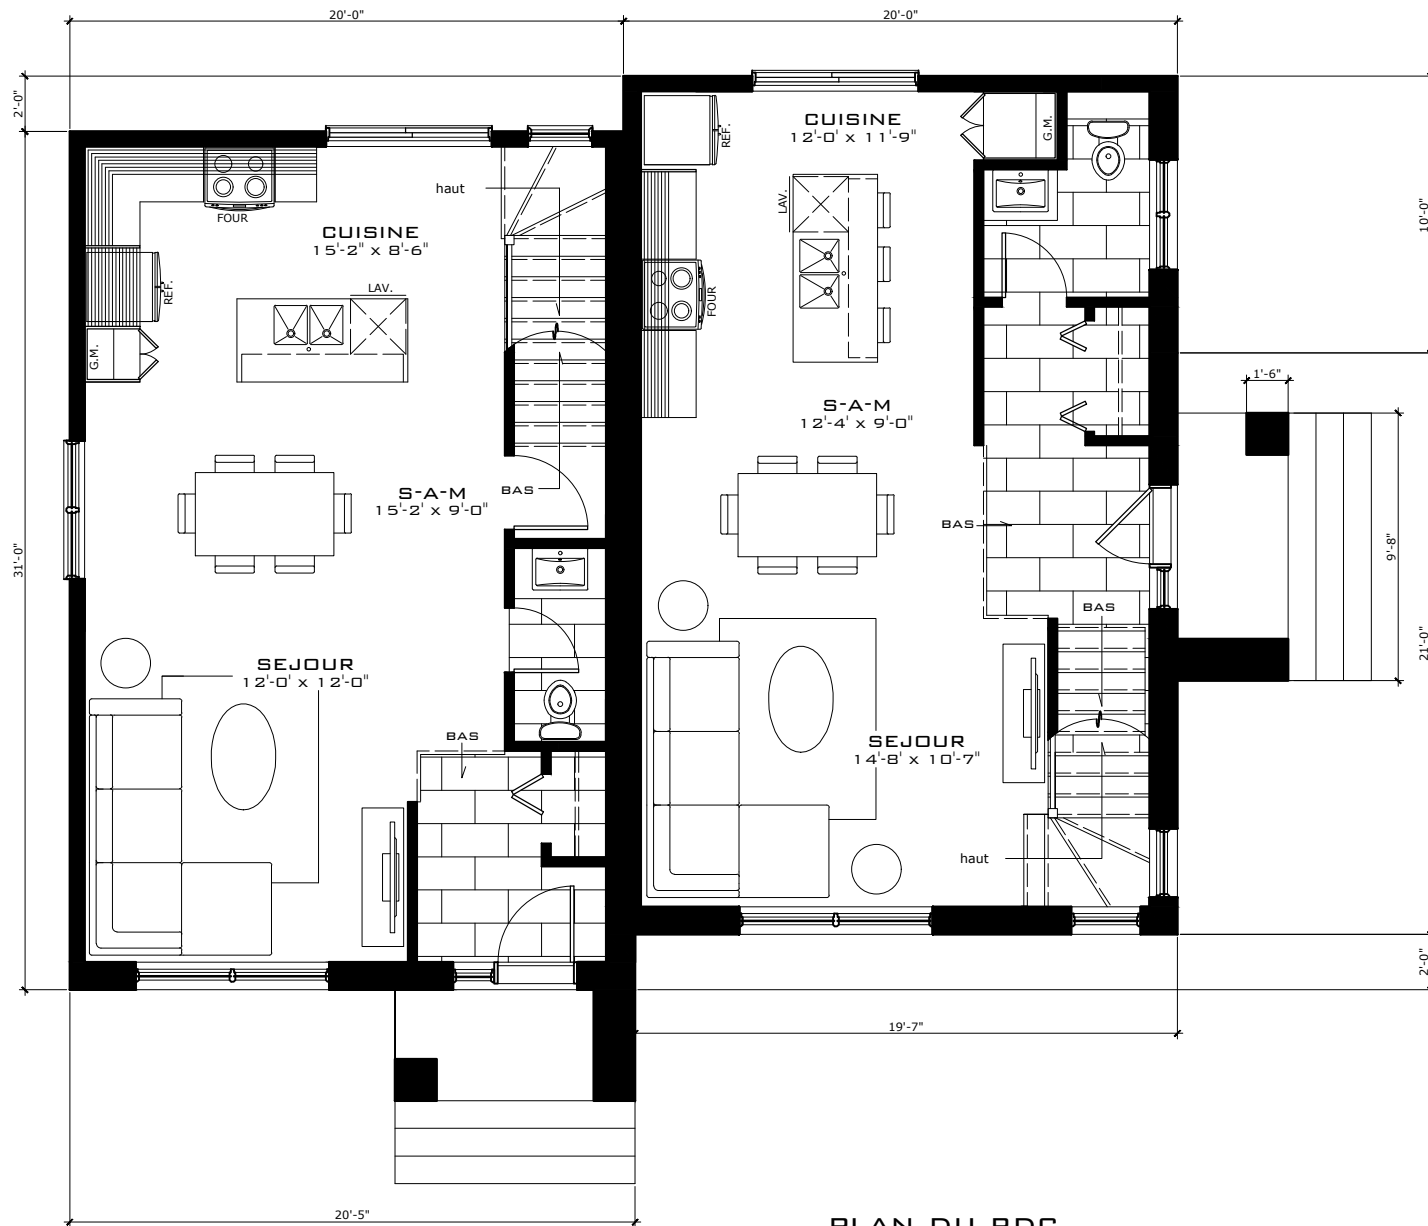 20'-0"
20'-0"
2'-0"
31'-0"
haut
FOUR
CUISINE
15'-2" x 8'-6"
REF.
LAV.
G.M.
S-A-M
15'-2' x 9'-0"
BAS
SEJOUR
12'-0" x 12'-0"
BAS
20'-5"
CUISINE
12'-0" x 11'-9"
REF.
G.M.
LAV.
FOUR
S-A-M
12'-4" x 9'-0"
BAS
BAS
SEJOUR
14'-8' x 10'-7"
haut
19'-7"
10'-0"
1'-6"
9'-8"
21'-0"
2'-0"
PLAN DU RDC